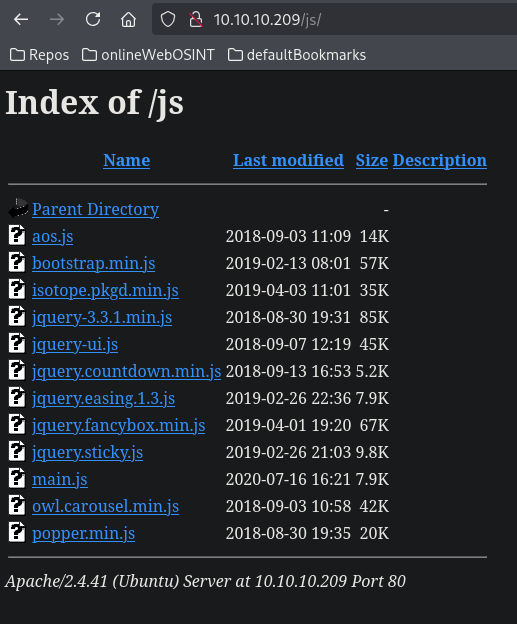 10.10.10.209/js/
Repos onlineWebOSINT defaultBookmarks
Index of /js
Name Last modified Size Description
Parent Directory -
aos.js 2018-09-03 11:09 14K
bootstrap.min.js 2019-02-13 08:01 57K
isotope.pkgd.min.js 2019-04-03 11:01 35K
jquery-3.3.1.min.js 2018-08-30 19:31 85K
jquery-ui.js 2018-09-07 12:19 45K
jquery.countdown.min.js 2018-09-13 16:53 5.2K
jquery.easing.1.3.js 2019-02-26 22:36 7.9K
jquery.fancybox.min.js 2019-04-01 19:20 67K
jquery.sticky.js 2019-02-26 21:03 9.8K
main.js 2020-07-16 16:21 7.9K
owl.carousel.min.js 2018-09-03 10:58 42K
popper.min.js 2018-08-30 19:35 20K
Apache/2.4.41 (Ubuntu) Server at 10.10.10.209 Port 80